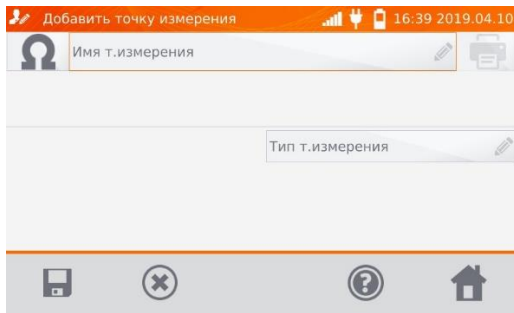 Добавить точку измерения 16:39 2019.04.10
Ω Имя т.измерения
Тип т.измерения
?